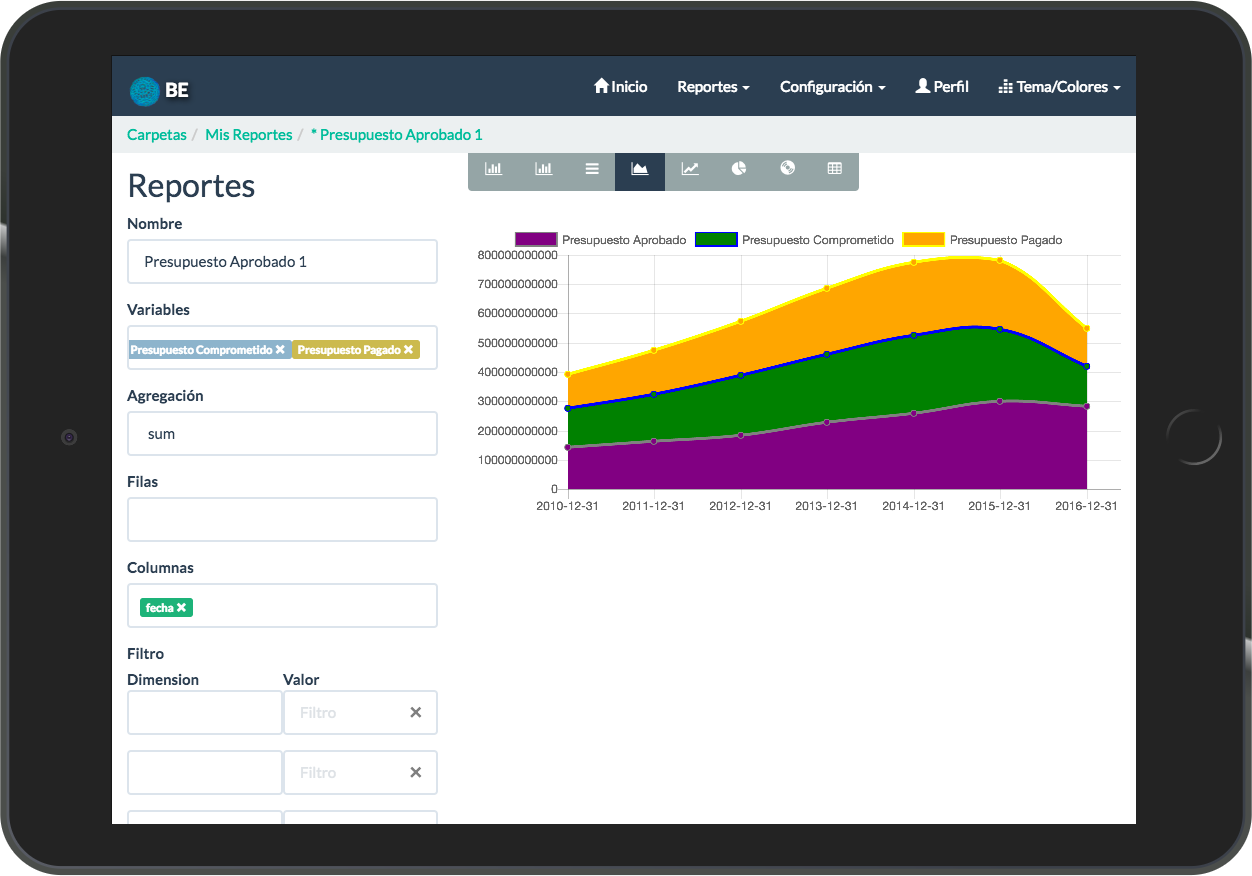 BE
Inicio
Reportes
Configuración
Perfil
Tema/Colores
Carpetas / Mis Reportes / * Presupuesto Aprobado 1
Reportes
Nombre
Presupuesto Aprobado 1
Variables
Presupuesto Comprometido ✖ Presupuesto Pagado ✖
Agregación
sum
Filas
Columnas
fecha ✖
Filtro
Dimension Valor
Filtro ✖
Filtro ✖
Presupuesto Aprobado Presupuesto Comprometido Presupuesto Pagado
800000000000
700000000000
600000000000
500000000000
400000000000
300000000000
200000000000
100000000000
0
2010-12-31 2011-12-31 2012-12-31 2013-12-31 2014-12-31 2015-12-31 2016-12-31